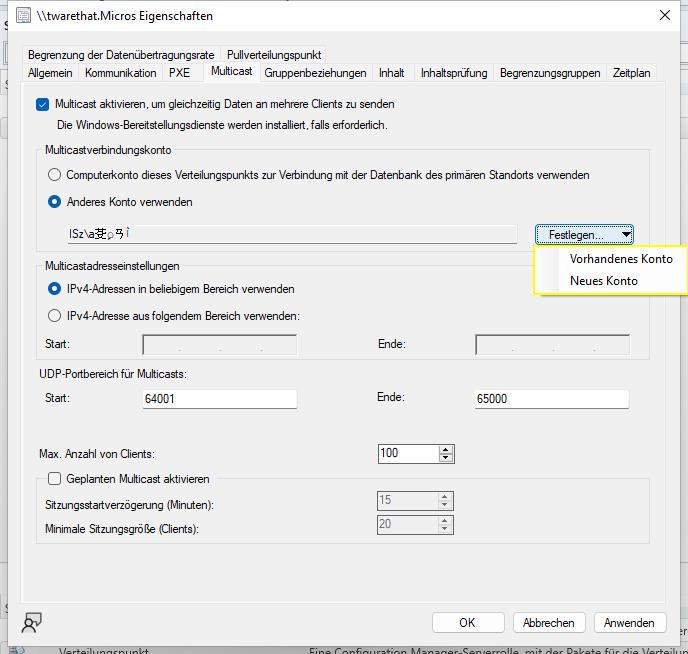 \\twarethat.Micros Eigenschaften
Begrenzung der Datenübertragungsrate Pullverteilungspunkt
Allgemein Kommunikation PXE Multicast Gruppenbeziehungen Inhalt Inhaltsprüfung Begrenzungsgruppen Zeitplan
Multicast aktivieren, um gleichzeitig Daten an mehrere Clients zu senden
Die Windows-Bereitstellungsdienste werden installiert, falls erforderlich.
Multicastverbindungskonto
Computerkonto dieses Verteilungspunkts zur Verbindung mit der Datenbank des primären Standorts verwenden
Anderes Konto verwenden
Festlegen...
Vorhandenes Konto
Neues Konto
Multicastadresseinstellungen
IPv4-Adressen in beliebigem Bereich verwenden
IPv4-Adresse aus folgendem Bereich verwenden:
Start: . . . Ende: . . .
UDP-Portbereich für Multicasts:
Start: 64001 Ende: 65000
Max. Anzahl von Clients: 100
Geplanten Multicast aktivieren
Sitzungsstartverzögerung (Minuten): 15
Minimale Sitzungsgröße (Clients): 20
OK Abbrechen Anwenden
Verteilungspunkt Eine Configuration Manager-Serverrolle, mit der Pakete für die